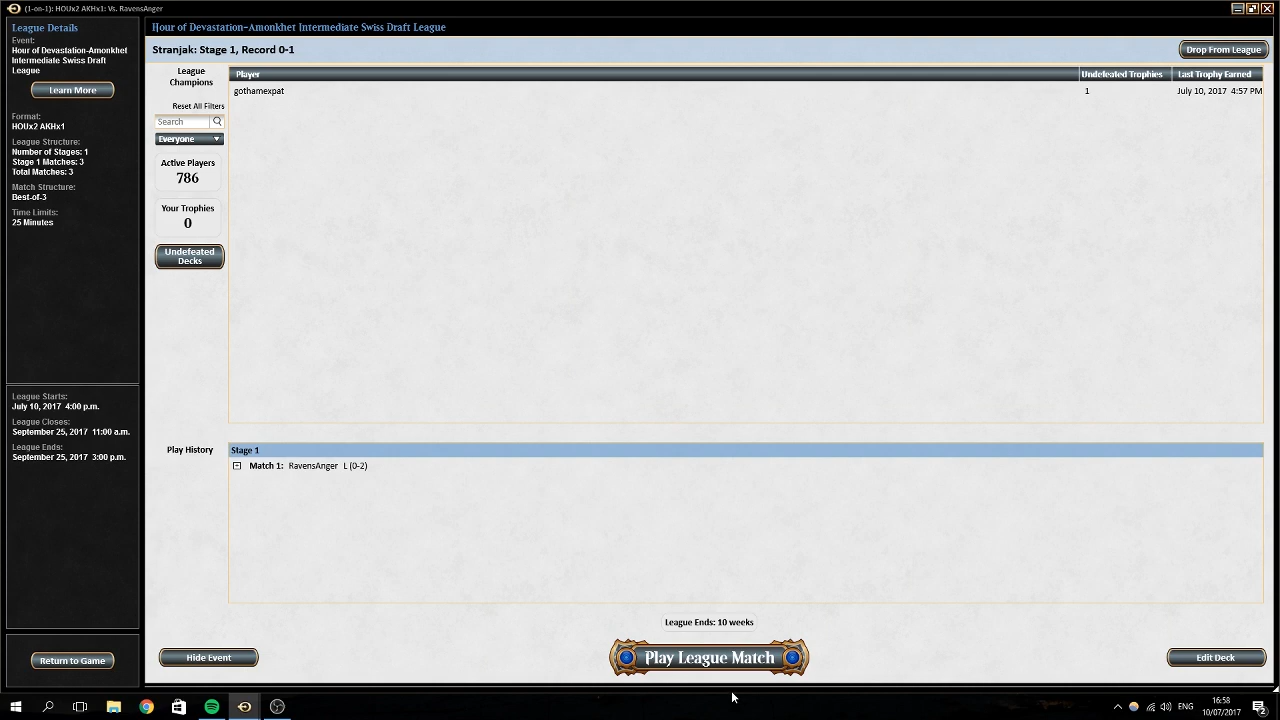 (1-on-1): HOUx2 AKHx1: Vs. RavensAnger
League Details
Event:
Hour of Devastation-Amonkhet
Intermediate Swiss Draft
League
Learn More
Format:
HOUx2 AKHx1
League Structure:
Number of Stages: 1
Stage 1 Matches: 3
Total Matches: 3
Match Structure:
Best-of-3
Time Limits:
25 Minutes
League Starts:
July 10, 2017 4:00 p.m.
League Closes:
September 25, 2017 11:00 a.m.
League Ends:
September 25, 2017 3:00 p.m.
Return to Game
Hour of Devastation-Amonkhet Intermediate Swiss Draft League
Stranjak: Stage 1, Record 0-1
Drop From League
League
Champions
Reset All Filters
Search
Everyone
Active Players
786
Your Trophies
0
Undefeated
Decks
Player Undefeated Trophies Last Trophy Earned
gothamexpat 1 July 10, 2017 4:57 PM
Play History
Stage 1
Match 1: RavensAnger L (0-2)
League Ends: 10 weeks
Hide Event
Play League Match
Edit Deck
ENG
16:58
10/07/2017
2